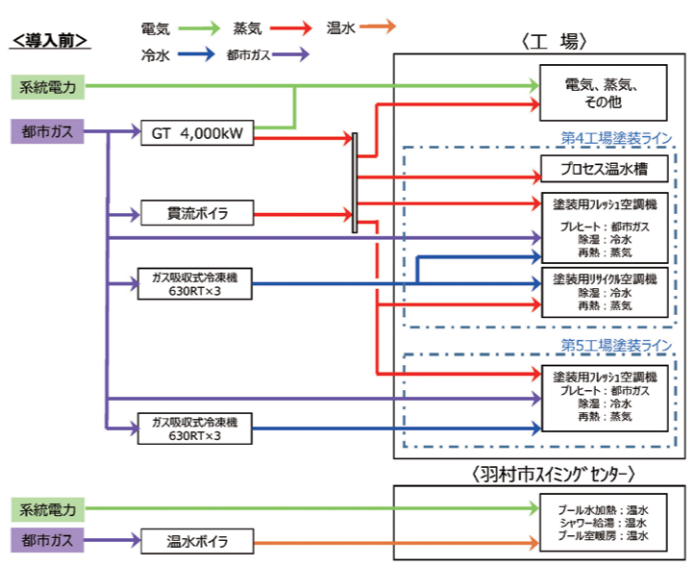 <導入前>
電気
蒸気
温水
冷水
都市ガス
〈工 場〉
系統電力
電気、蒸気、
その他
都市ガス
GT 4,000kW
第4工場塗装ライン
プロセス温水槽
貫流ボイラ
塗装用フレッシュ空調機
プレヒート：都市ガス
除湿：冷水
再熱：蒸気
ガス吸収式冷凍機
630RT×3
塗装用リサイクル空調機
除湿：冷水
再熱：蒸気
第5工場塗装ライン
塗装用フレッシュ空調機
プレヒート：都市ガス
除湿：冷水
再熱：蒸気
ガス吸収式冷凍機
630RT×3
〈羽村市スイミングセンター〉
系統電力
プール水加熱：温水
シャワー給湯：温水
プール室暖房：温水
都市ガス
温水ボイラ